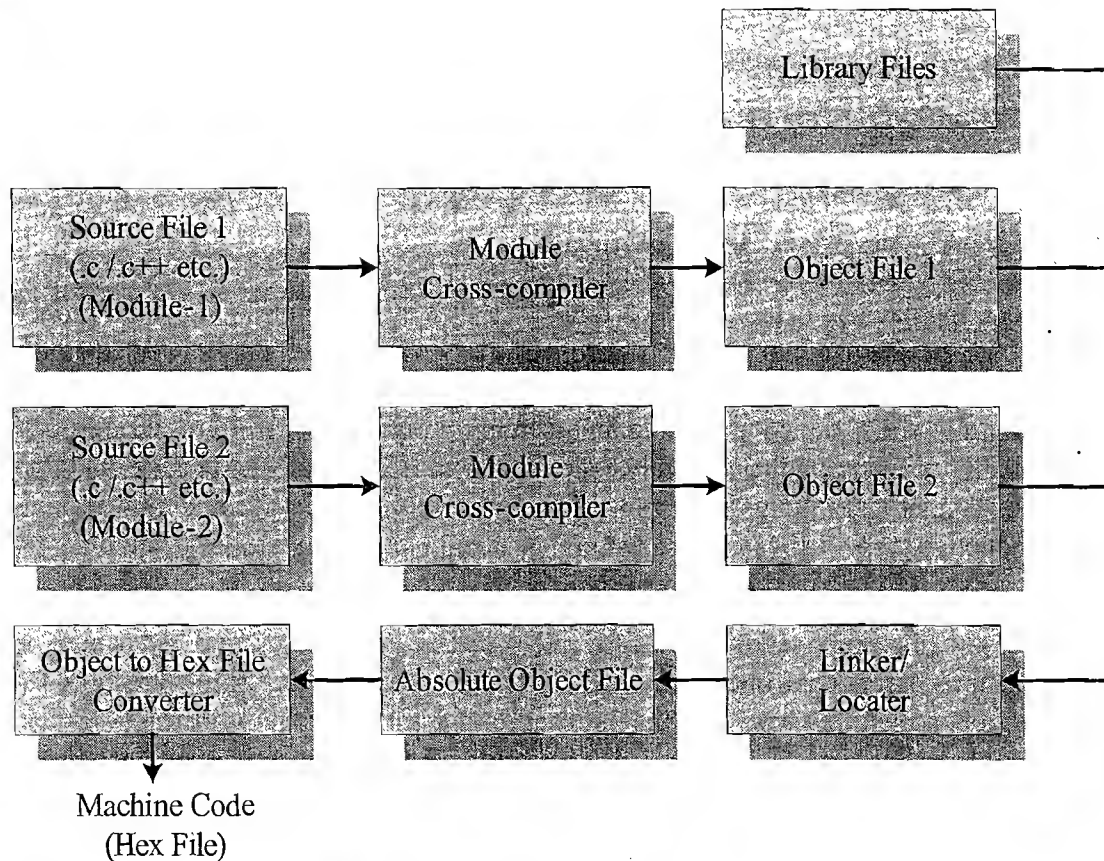 Library Files
Source File 1
(.c /.c++ etc.)
(Module-1)
Module
Cross-compiler
Object File 1
Source File 2
(.c /.c++ etc.)
(Module-2)
Module
Cross-compiler
Object File 2
Object to Hex File
Converter
Absolute Object File
Linker/
Locater
Machine Code
(Hex File)